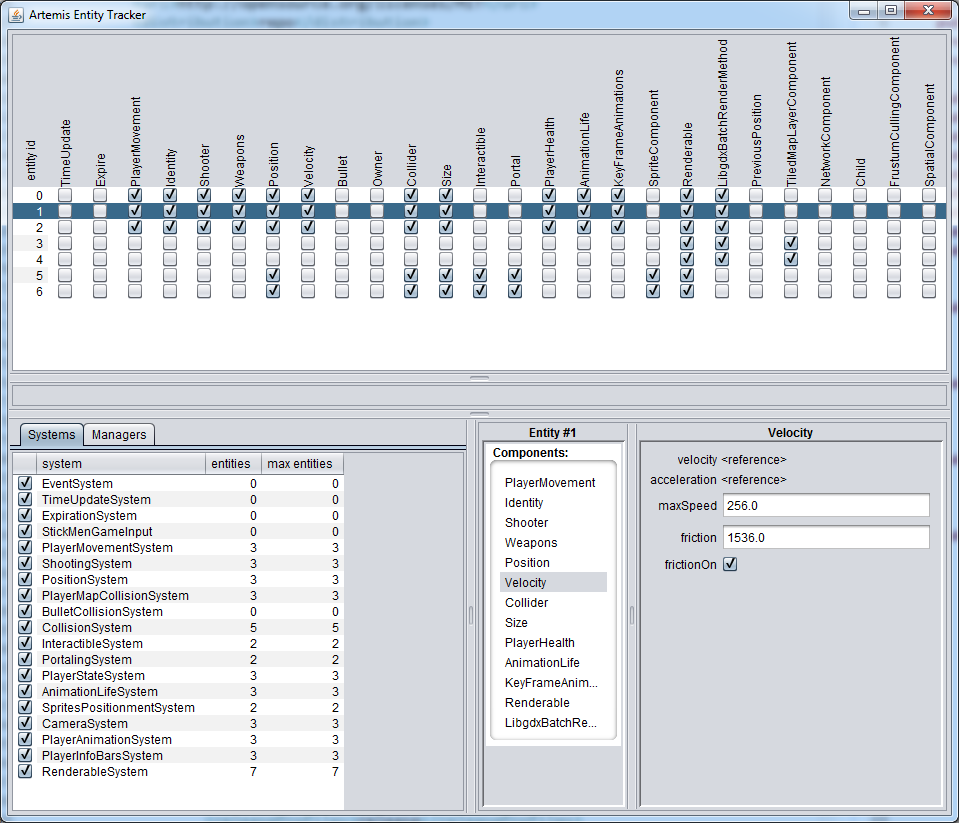 Artemis Entity Tracker
entity id
TimeUpdate
Expire
PlayerMovement
Identity
Shooter
Weapons
Position
Velocity
Bullet
Owner
Collider
Size
Interactible
Portal
PlayerHealth
AnimationLife
KeyFrameAnimations
SpriteComponent
Renderable
LibgdxBatchRenderMethod
PreviousPosition
TiledMapLayerComponent
NetworkComponent
Child
FrustumCullingComponent
SpatialComponent
0
1
2
3
4
5
6
Systems Managers
system entities max entities
EventSystem 0 0
TimeUpdateSystem 0 0
ExpirationSystem 0 0
StickMenGameInput 0 0
PlayerMovementSystem 3 3
ShootingSystem 3 3
PositionSystem 3 3
PlayerMapCollisionSystem 3 3
BulletCollisionSystem 0 0
CollisionSystem 5 5
InteractibleSystem 2 2
PortalingSystem 2 2
PlayerStateSystem 3 3
AnimationLifeSystem 3 3
SpritesPositionmentSystem 2 2
CameraSystem 3 3
PlayerAnimationSystem 3 3
PlayerInfoBarsSystem 3 3
RenderableSystem 7 7
Entity #1
Components:
PlayerMovement
Identity
Shooter
Weapons
Position
Velocity
Collider
Size
PlayerHealth
AnimationLife
KeyFrameAnim...
Renderable
LibgdxBatchRe...
Velocity
velocity <reference>
acceleration <reference>
maxSpeed 256.0
friction 1536.0
frictionOn